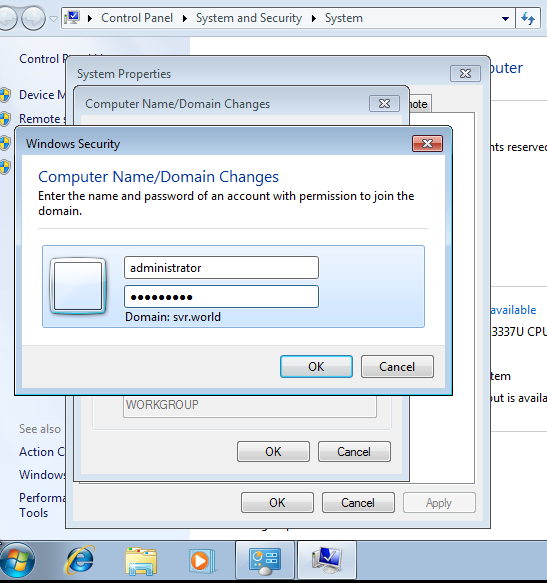 Control Panel ▸ System and Security ▸ System
Control P
System Properties
puter
Device M
Computer Name/Domain Changes
mote
Remote s
Windows Security
nts reserved
Computer Name/Domain Changes
Enter the name and password of an account with permission to join the
domain.
administrator
●●●●●●●●●
Domain: svr.world
available
3337U CPU
OK
Cancel
tem
put is availa
WORKGROUP
See also
Action C
OK
Cancel
Windows
Performa
Tools
OK
Cancel
Apply